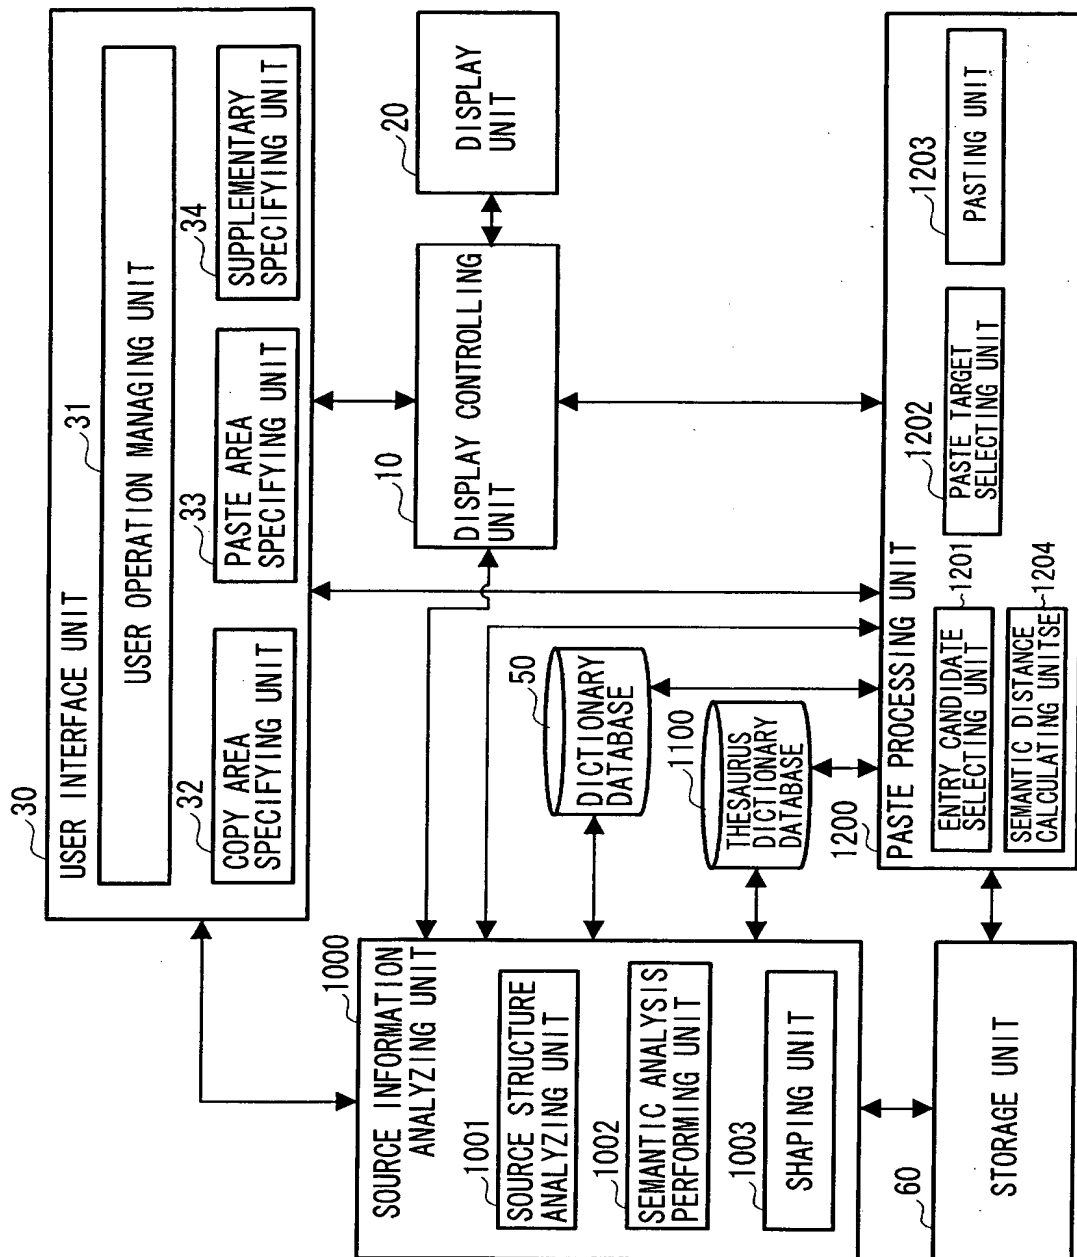 30
USER INTERFACE UNIT
31
USER OPERATION MANAGING UNIT
32
COPY AREA
SPECIFYING UNIT
33
PASTE AREA
SPECIFYING UNIT
34
SUPPLEMENTARY
SPECIFYING UNIT
10
DISPLAY CONTROLLING
UNIT
20
DISPLAY
UNIT
1000
SOURCE INFORMATION
ANALYZING UNIT
1001
SOURCE STRUCTURE
ANALYZING UNIT
1002
SEMANTIC ANALYSIS
PERFORMING UNIT
1003
SHAPING UNIT
50
DICTIONARY
DATABASE
1100
THESAURUS
DICTIONARY
DATABASE
60
STORAGE UNIT
1200
PASTE PROCESSING UNIT
ENTRY CANDIDATE
SELECTING UNIT
1201
SEMANTIC DISTANCE
CALCULATING UNITSE
1204
1202
PASTE TARGET
SELECTING UNIT
1203
PASTING UNIT